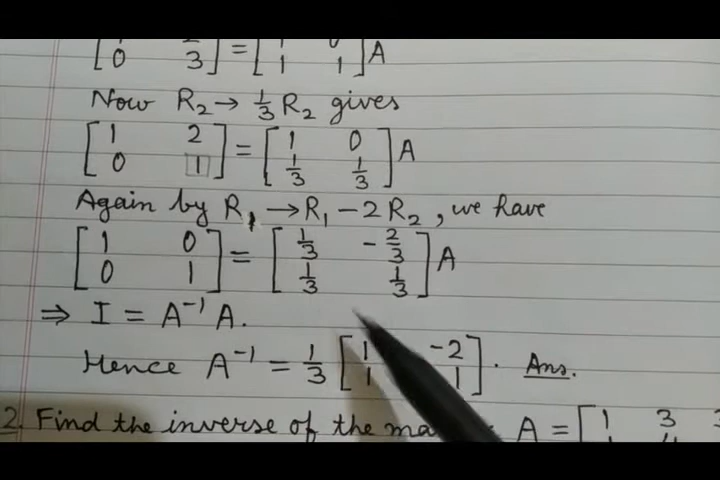 0 3 ] = [ 1 1 ] A
Now R₂ → 1/3 R₂ gives
[ 1 2 ] = [ 1 0 ] A
[ 0 1 ] [ 1/3 1/3 ]
Again by R₁ → R₁ − 2R₂, we have
[ 1 0 ] = [ 1/3 −2/3 ] A
[ 0 1 ] [ 1/3 1/3 ]
⇒ I = A⁻¹ A.
Hence A⁻¹ = 1/3 [ 1 −2 ] . Ans.
[ 1 1 ]
2. Find the inverse of the A = [ 1 3